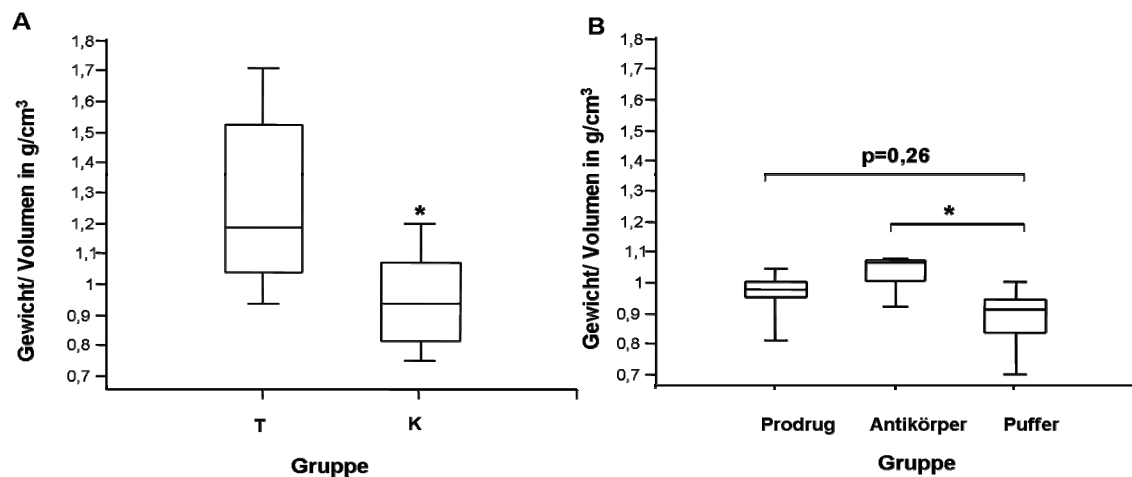 A
Gewicht/ Volumen in g/cm³
1,8
1,7
1,6
1,5
1,4
1,3
1,2
1,1
1
0,9
0,8
0,7
*
T
K
Gruppe
B
Gewicht/ Volumen in g/cm³
1,8
1,7
1,6
1,5
1,4
1,3
1,2
1,1
1
0,9
0,8
0,7
p=0,26
*
Prodrug
Antikörper
Puffer
Gruppe